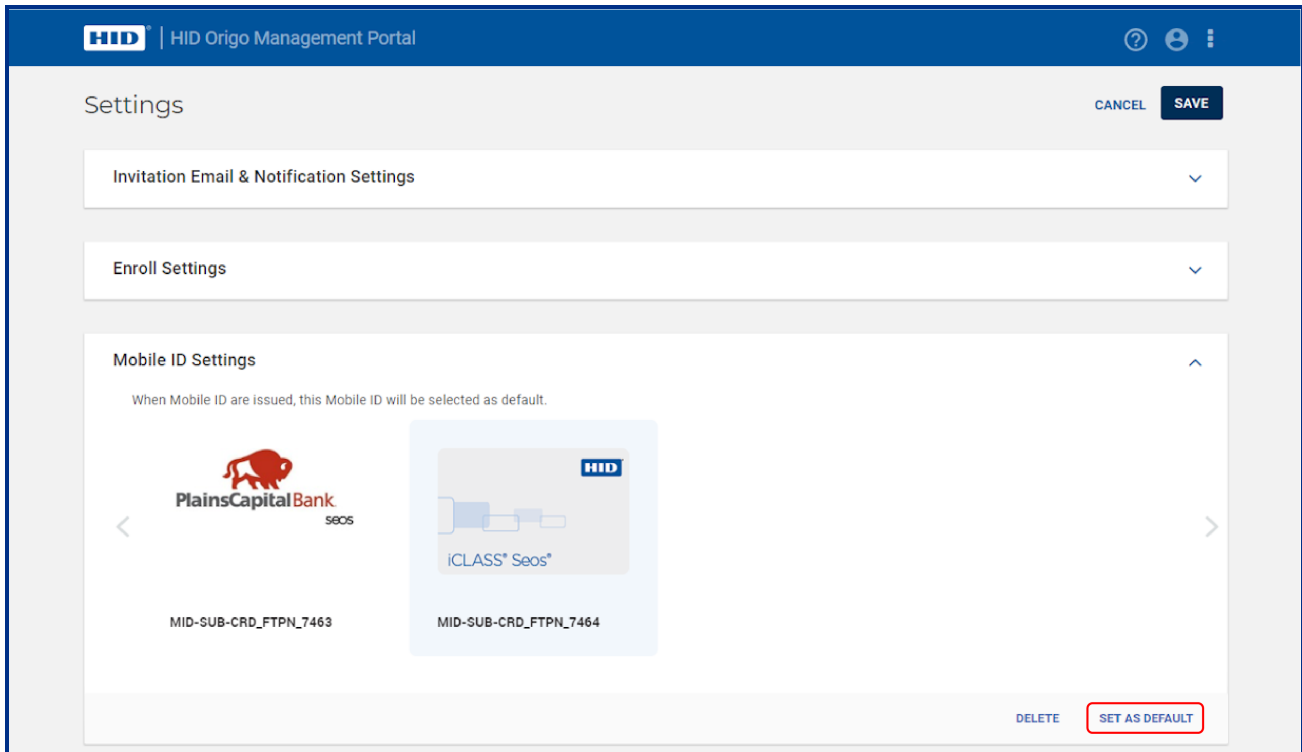 HID® | HID Origo Management Portal
Settings
CANCEL
SAVE
Invitation Email & Notification Settings
Enroll Settings
Mobile ID Settings
When Mobile ID are issued, this Mobile ID will be selected as default.
PlainsCapitalBank.
seos
HID
iCLASS® Seos®
MID-SUB-CRD_FTPN_7463
MID-SUB-CRD_FTPN_7464
DELETE
SET AS DEFAULT